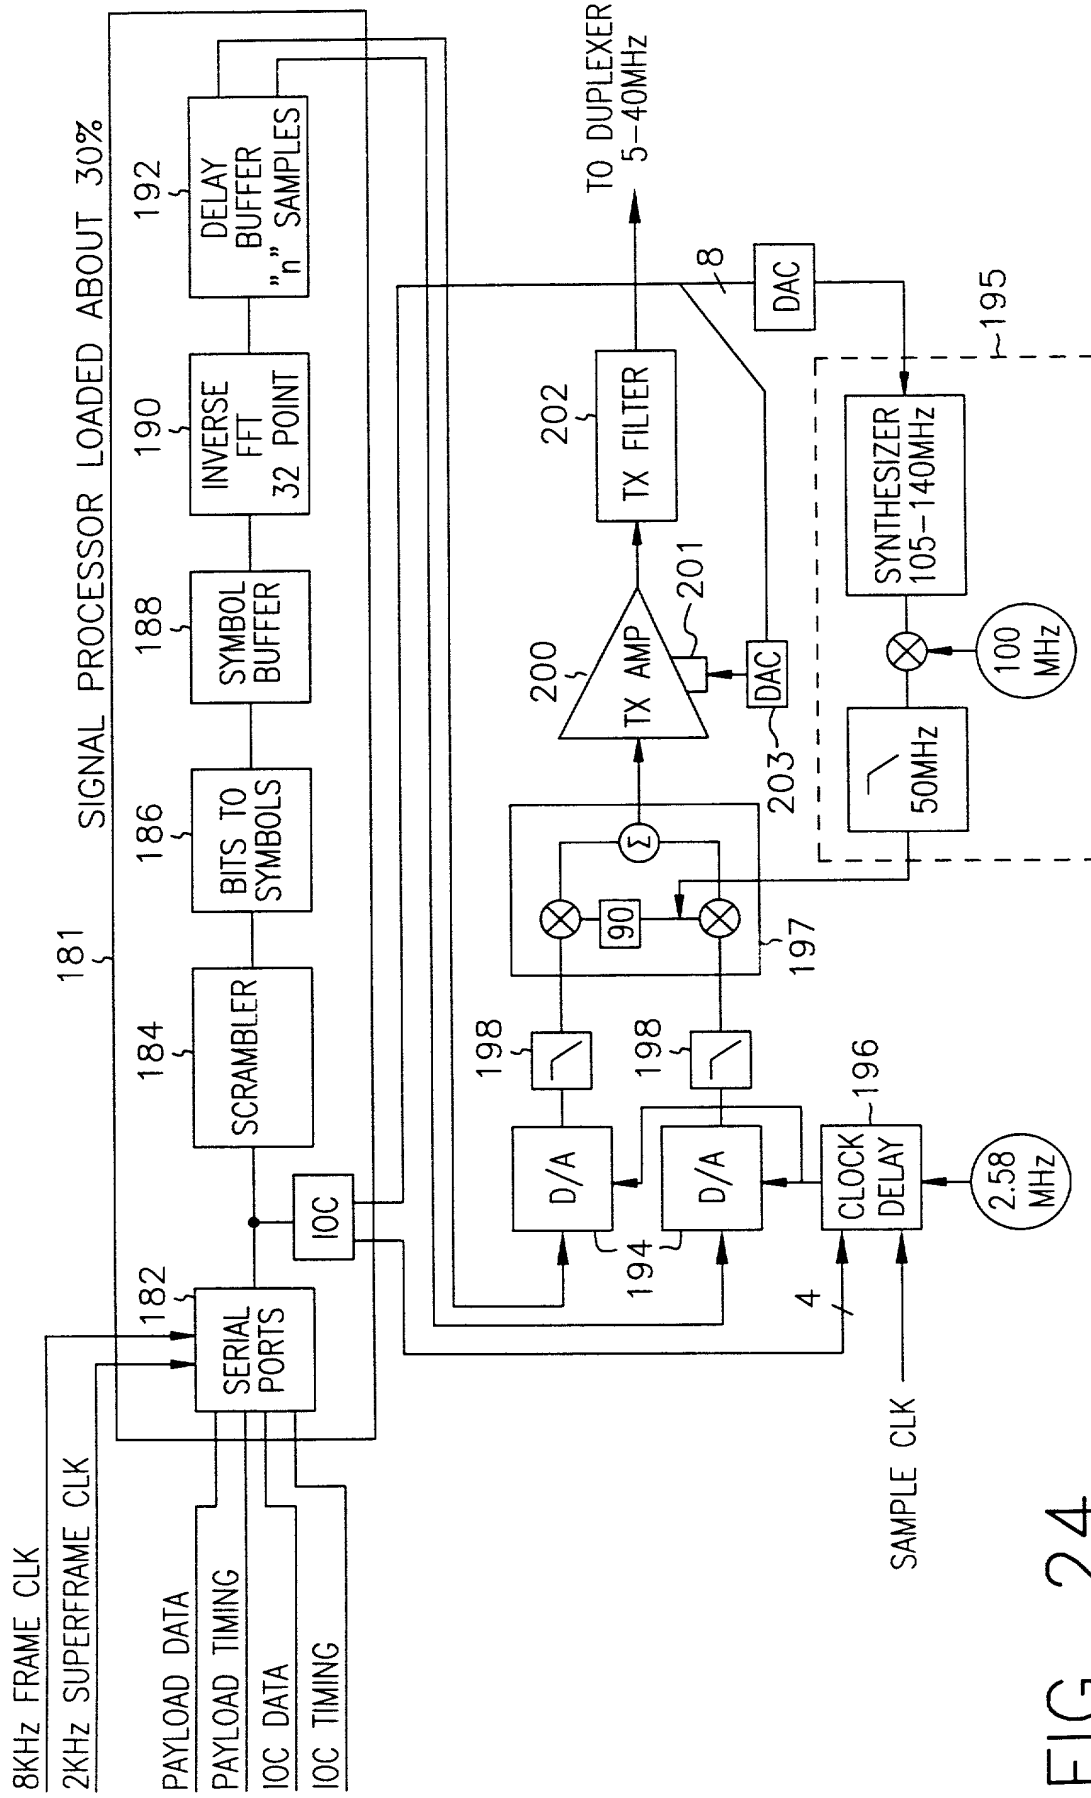 8KHz FRAME CLK
2KHz SUPERFRAME CLK
PAYLOAD DATA
PAYLOAD TIMING
IOC DATA
IOC TIMING
181
SIGNAL PROCESSOR LOADED ABOUT 30%
182
SERIAL
PORTS
IOC
184
SCRAMBLER
186
BITS TO
SYMBOLS
188
SYMBOL
BUFFER
190
INVERSE
FFT
32 POINT
192
DELAY
BUFFER
"n" SAMPLES
D/A
D/A
194
198
198
90
Σ
197
200
TX AMP
201
DAC
203
202
TX FILTER
TO DUPLEXER
5-40MHz
8
DAC
195
SYNTHESIZER
105-140MHz
100
MHz
50MHz
4
CLOCK
DELAY
196
2.58
MHz
SAMPLE CLK
FIG. 24